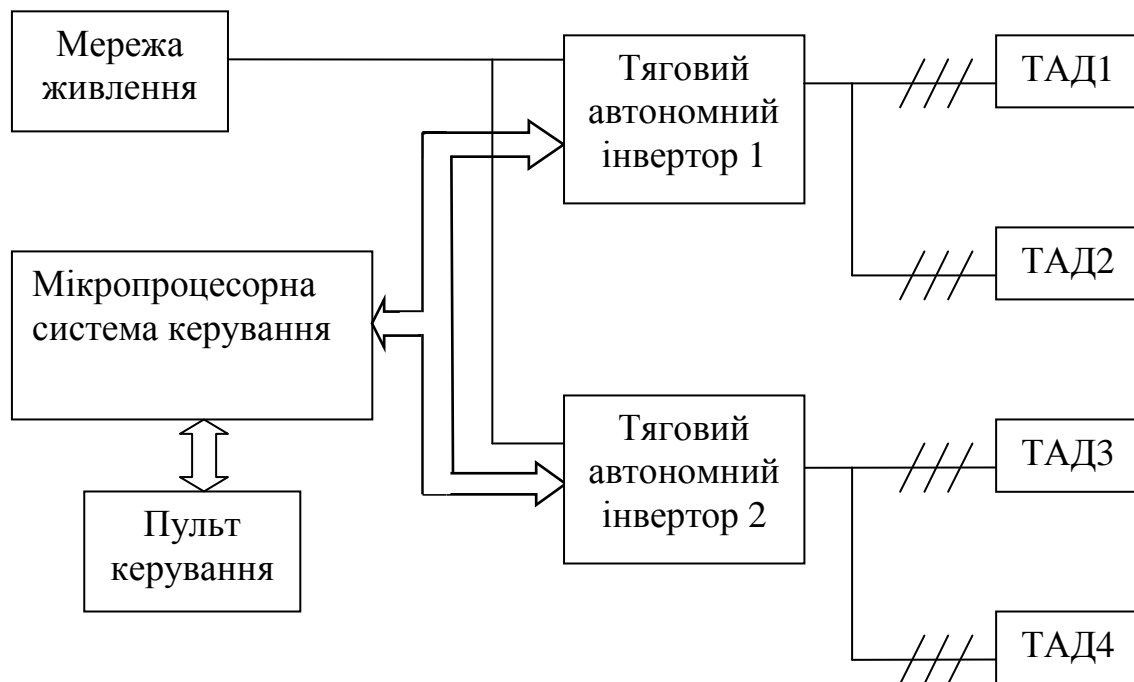 Мережа
живлення
Тяговий
автономний
інвертор 1
ТАД1
ТАД2
Мікропроцесорна
система керування
Тяговий
автономний
інвертор 2
ТАД3
Пульт
керування
ТАД4